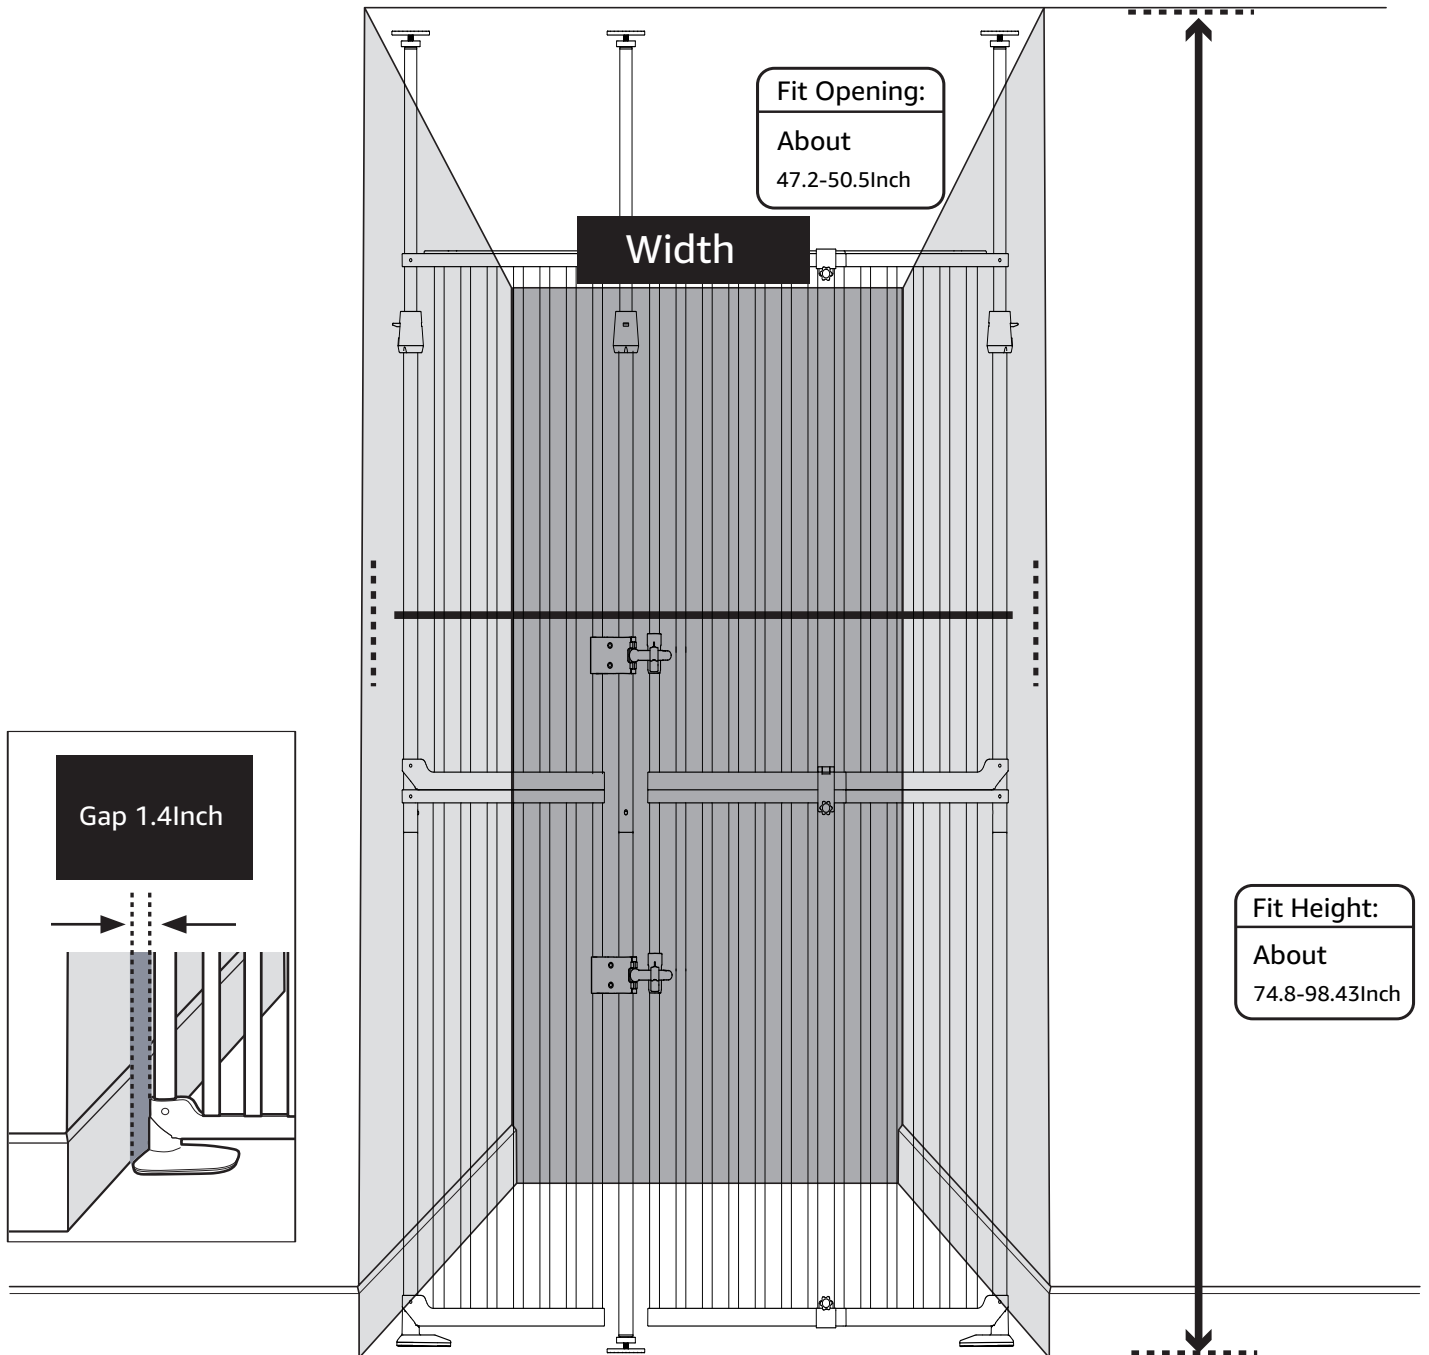 Fit Opening:
About
47.2-50.5Inch
Width
Gap 1.4Inch
Fit Height:
About
74.8-98.43Inch